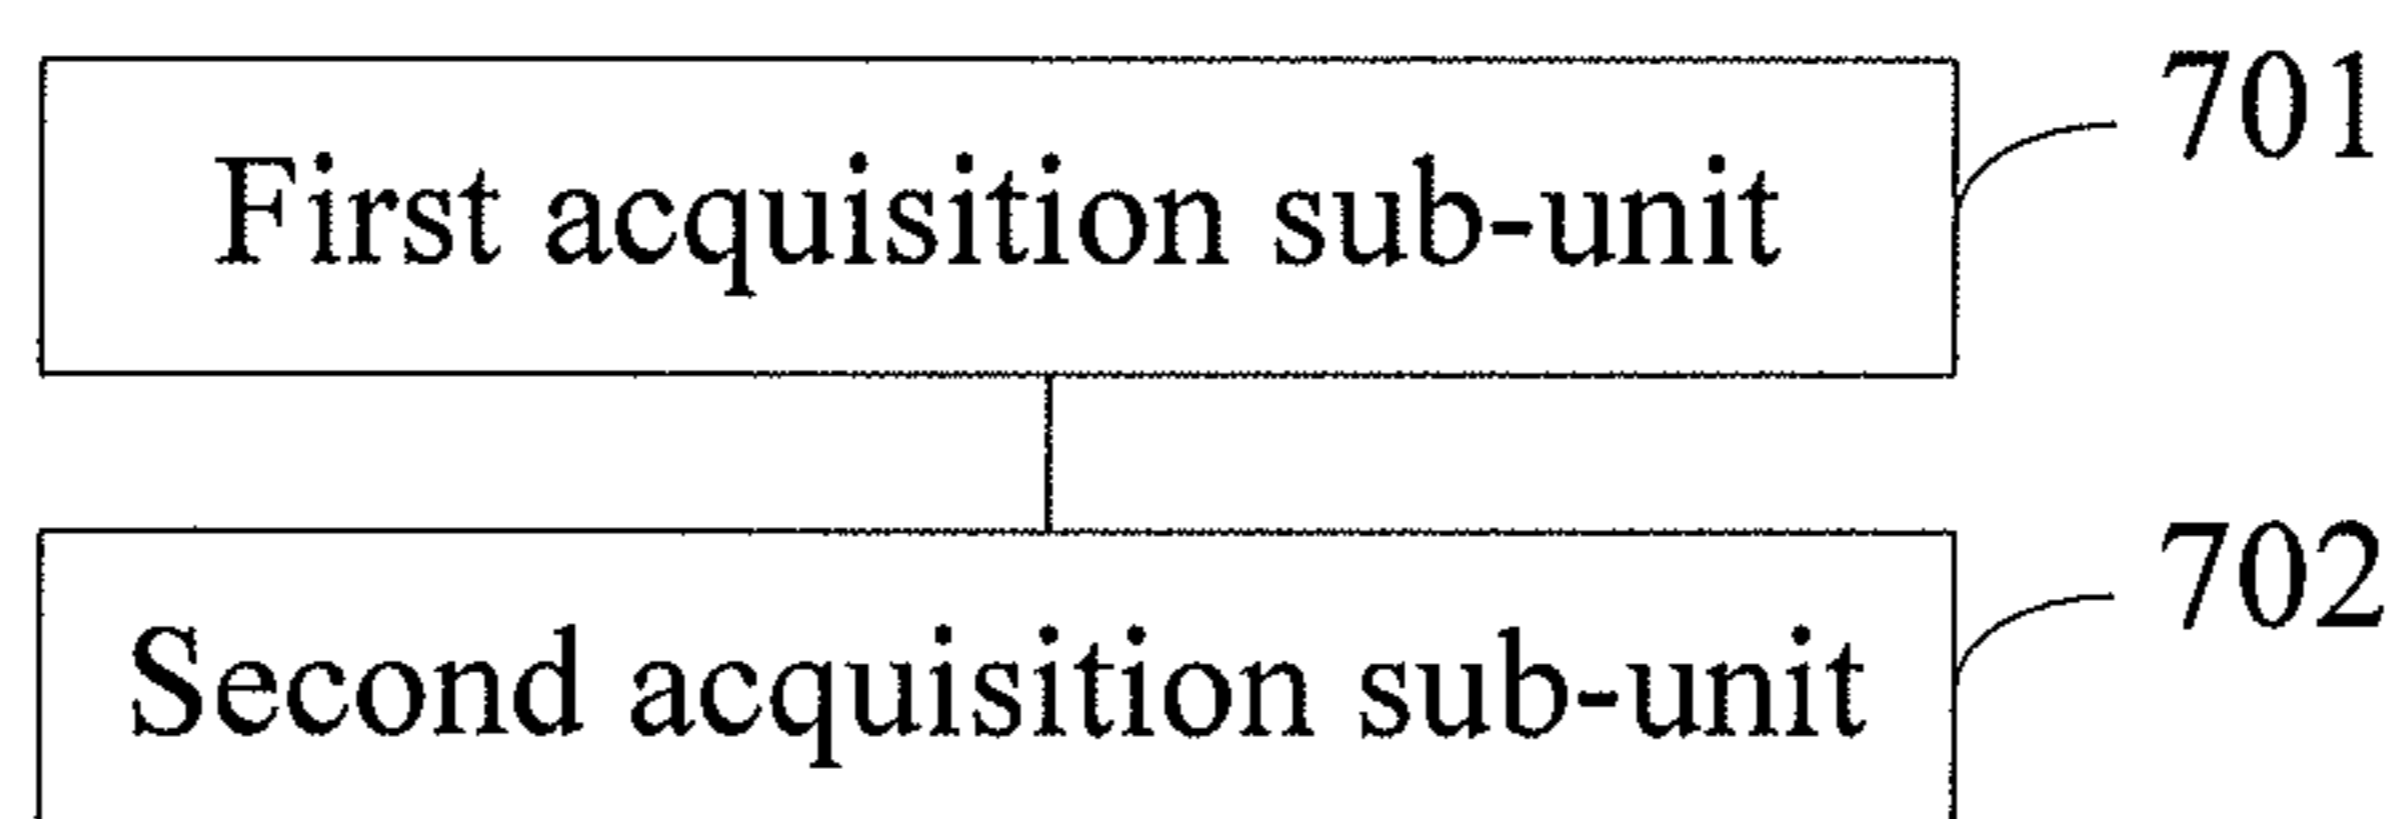 701
First acquisition sub-unit
702
Second acquisition sub-unit